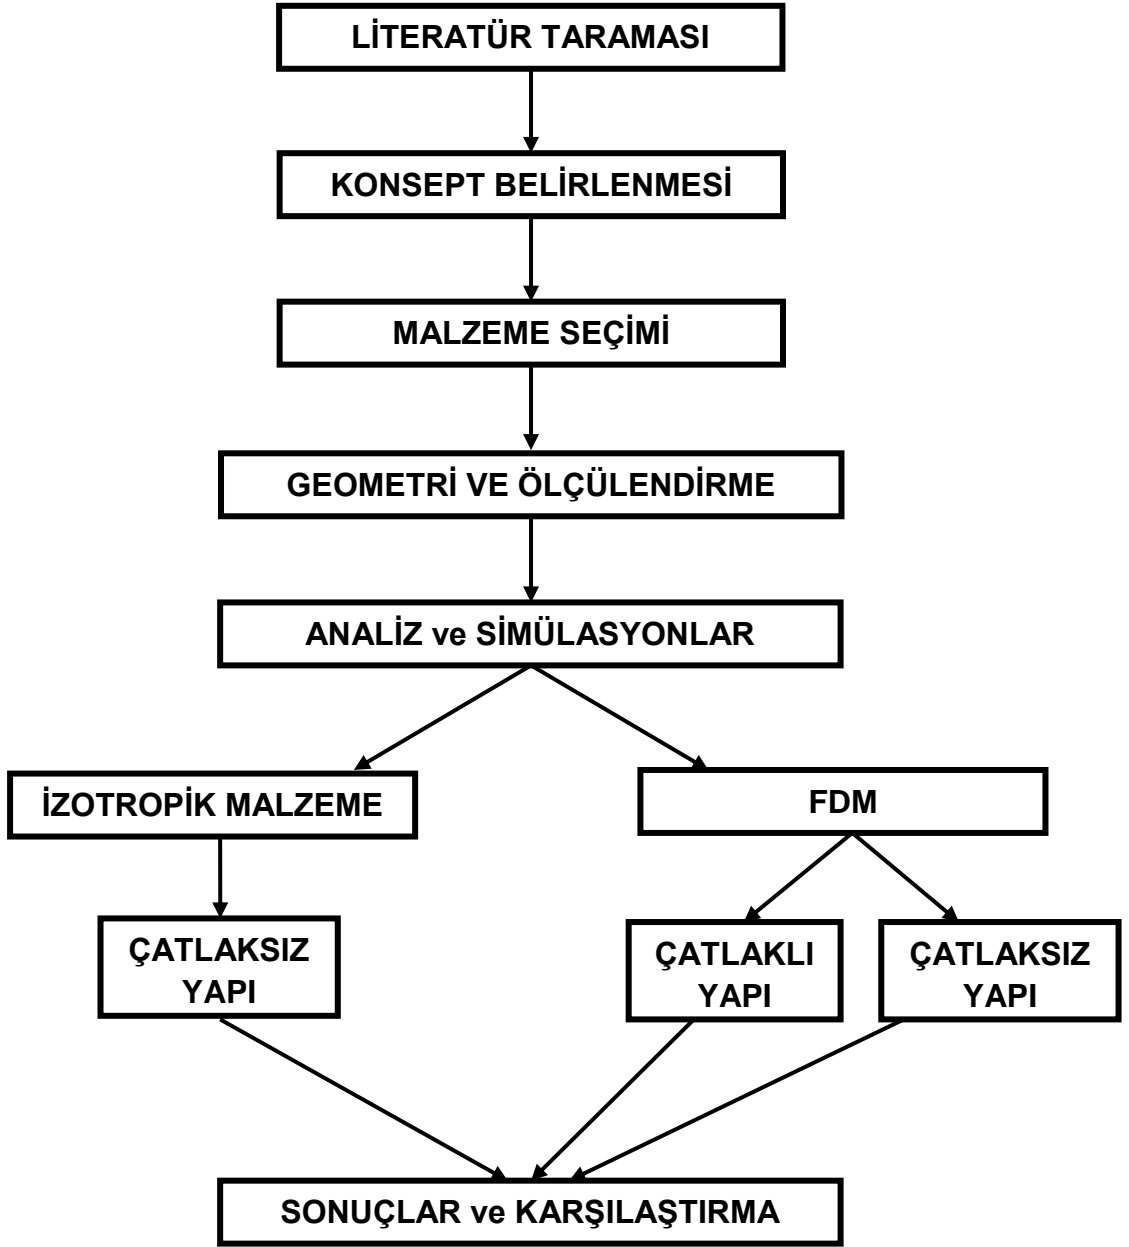 LİTERATÜR TARAMASI
KONSEPT BELİRLENMESİ
MALZEME SEÇİMİ
GEOMETRİ VE ÖLÇÜLENDİRME
ANALİZ ve SİMÜLASYONLAR
İZOTROPİK MALZEME
FDM
ÇATLAKSIZ
YAPI
ÇATLAKLI
YAPI
ÇATLAKSIZ
YAPI
SONUÇLAR ve KARŞILAŞTIRMA